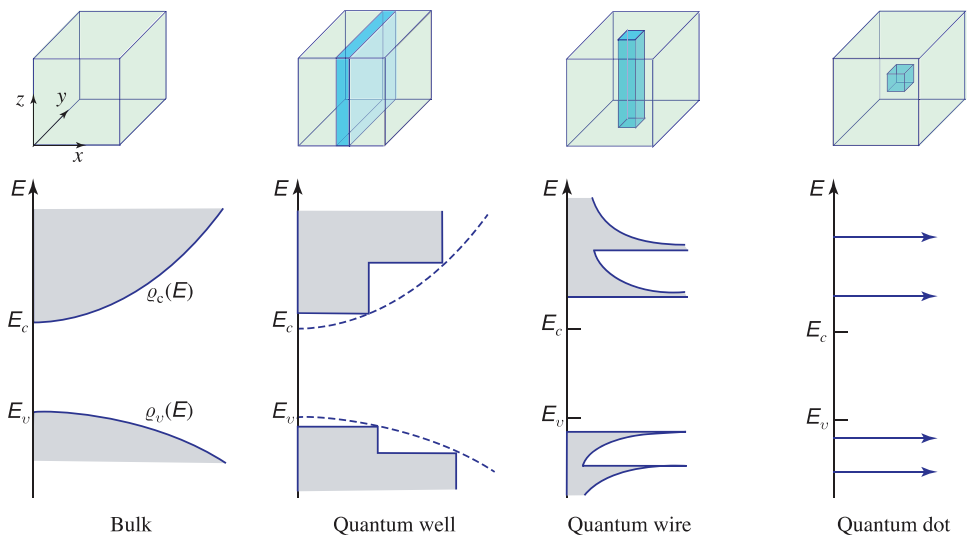 z
y
x
E
E
E
E
ϱc(E)
Ec
Ec
Ec
Ec
Ev
ϱv(E)
Ev
Ev
Ev
Bulk
Quantum well
Quantum wire
Quantum dot